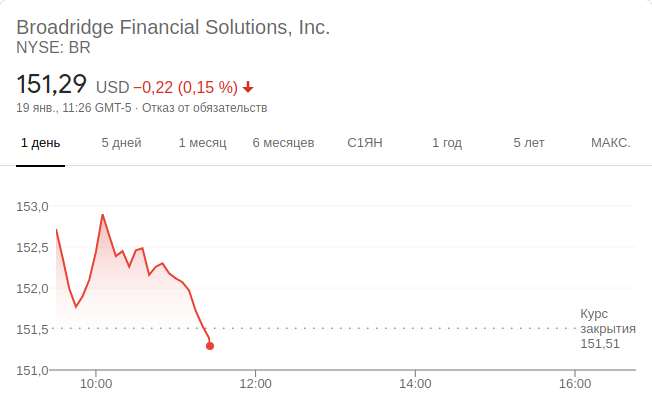 Broadridge Financial Solutions, Inc.
NYSE: BR
151,29 USD −0,22 (0,15 %)
19 янв., 11:26 GMT-5 · Отказ от обязательств
1 день 5 дней 1 месяц 6 месяцев С1ЯН 1 год 5 лет МАКС.
153,0
152,5
152,0
151,5
151,0
Курс
закрытия
151,51
10:00 12:00 14:00 16:00